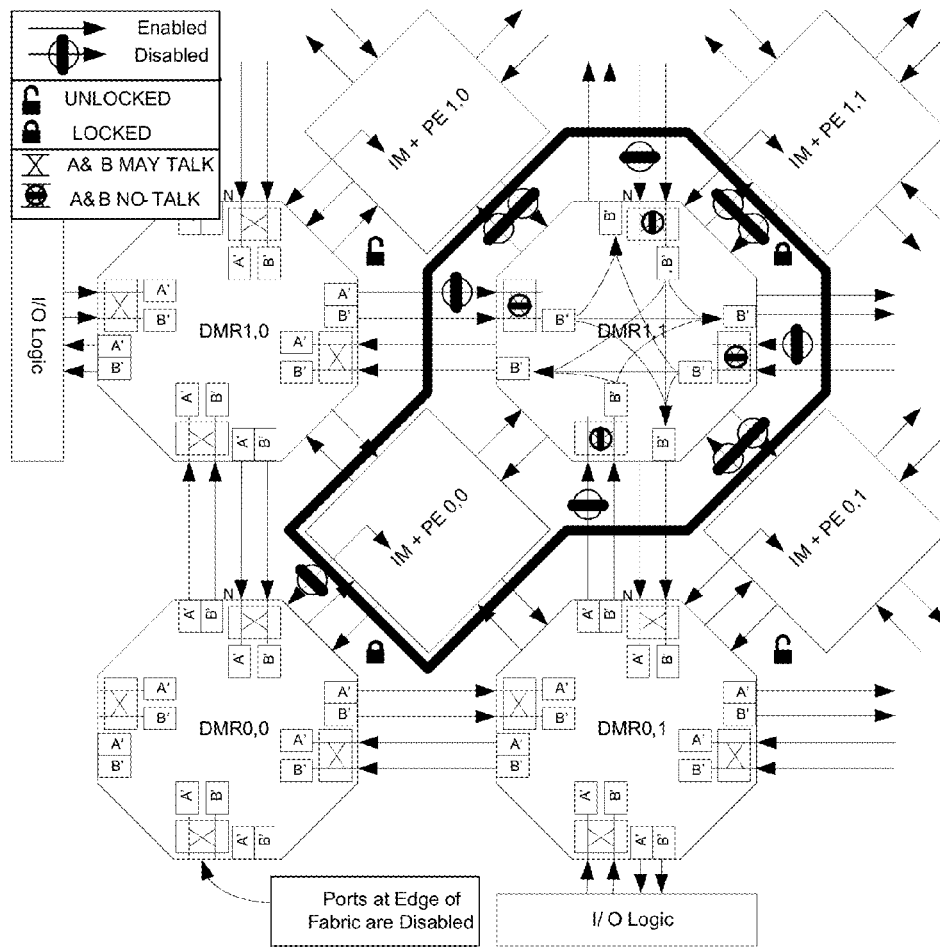 Enabled
Disabled
UNLOCKED
LOCKED
A& B MAY TALK
A&B NO- TALK
IM + PE 1,0
IM + PE 1,1
N
N
A' B'
B'
B'
I/O Logic
A'
B'
DMR1,0
A'
B'
A'
B'
A'
B'
A' B'
A' B'
B'
DMR1,1
B'
B'
B'
B'
B'
IM + PE 0,0
IM + PE 0,1
N
N
A' B'
A' B'
A' B'
A' B'
A'
B'
DMR0,0
A'
B'
A'
B'
A'
B'
A' B'
A' B'
A'
B'
DMR0,1
A'
B'
A'
B'
A'
B'
A' B'
A' B'
Ports at Edge of
Fabric are Disabled
I/ O Logic